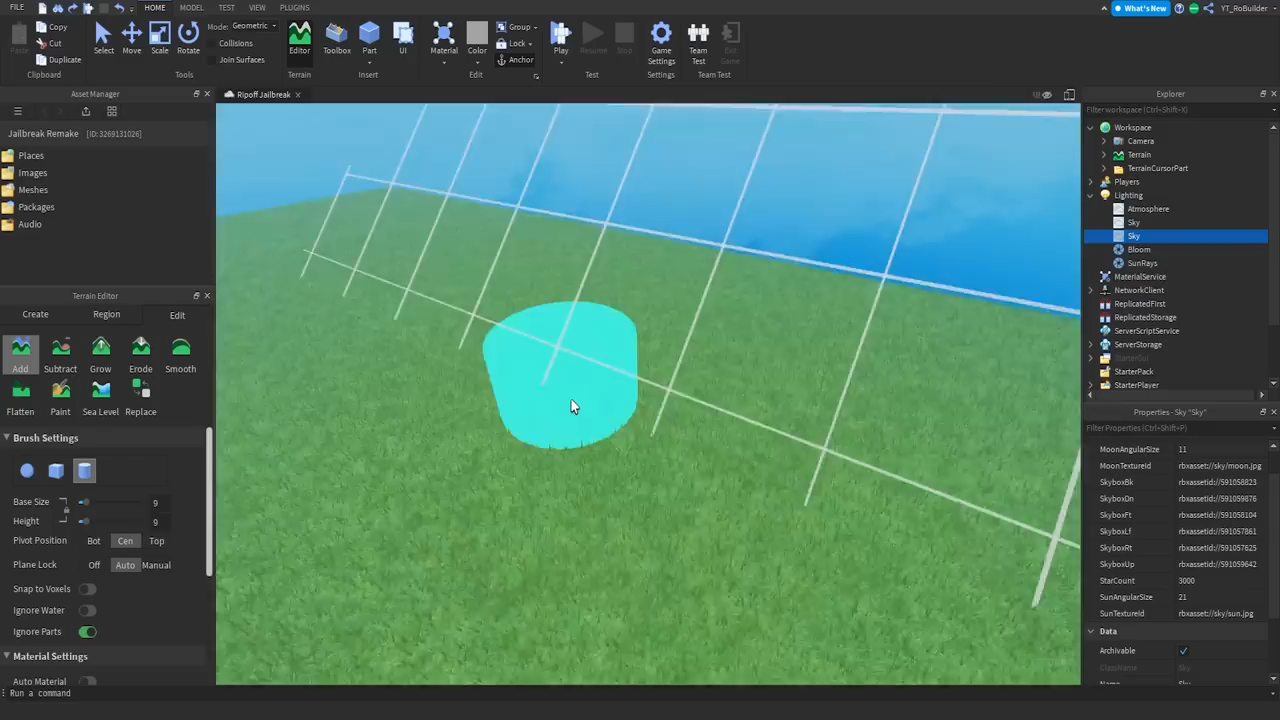 FILE HOME MODEL TEST VIEW PLUGINS What's New YT_RoBuilder
Paste Copy Cut Duplicate Clipboard
Select Move Scale Rotate Mode: Geometric Collisions Join Surfaces Tools
Editor Terrain
Toolbox Part UI Insert
Material Color Group Lock Anchor Edit
Play Resume Stop Test
Game Settings Settings
Team Test Exit Game Team Test
Asset Manager
Jailbreak Remake [ID:3269131026]
Places
Images
Meshes
Packages
Audio
Terrain Editor
Create Region Edit
Add Subtract Grow Erode Smooth
Flatten Paint Sea Level Replace
Brush Settings
Base Size 9
Height 9
Pivot Position Bot Cen Top
Plane Lock Off Auto Manual
Snap to Voxels
Ignore Water
Ignore Parts
Material Settings
Auto Material
Run a command
Ripoff Jailbreak
Explorer
Filter workspace (Ctrl+Shift+X)
Workspace
Camera
Terrain
TerrainCursorPart
Players
Lighting
Atmosphere
Sky
Sky
Bloom
SunRays
MaterialService
NetworkClient
ReplicatedFirst
ReplicatedStorage
ServerScriptService
ServerStorage
StarterGui
StarterPack
StarterPlayer
Properties - Sky "Sky"
Filter Properties (Ctrl+Shift+P)
MoonAngularSize 11
MoonTextureId rbxasset://sky/moon.jpg
SkyboxBk rbxassetid://591058823
SkyboxDn rbxassetid://591059876
SkyboxFt rbxassetid://591058104
SkyboxLf rbxassetid://591057861
SkyboxRt rbxassetid://591057625
SkyboxUp rbxassetid://591059642
StarCount 3000
SunAngularSize 21
SunTextureId rbxasset://sky/sun.jpg
Data
Archivable
ClassName Sky